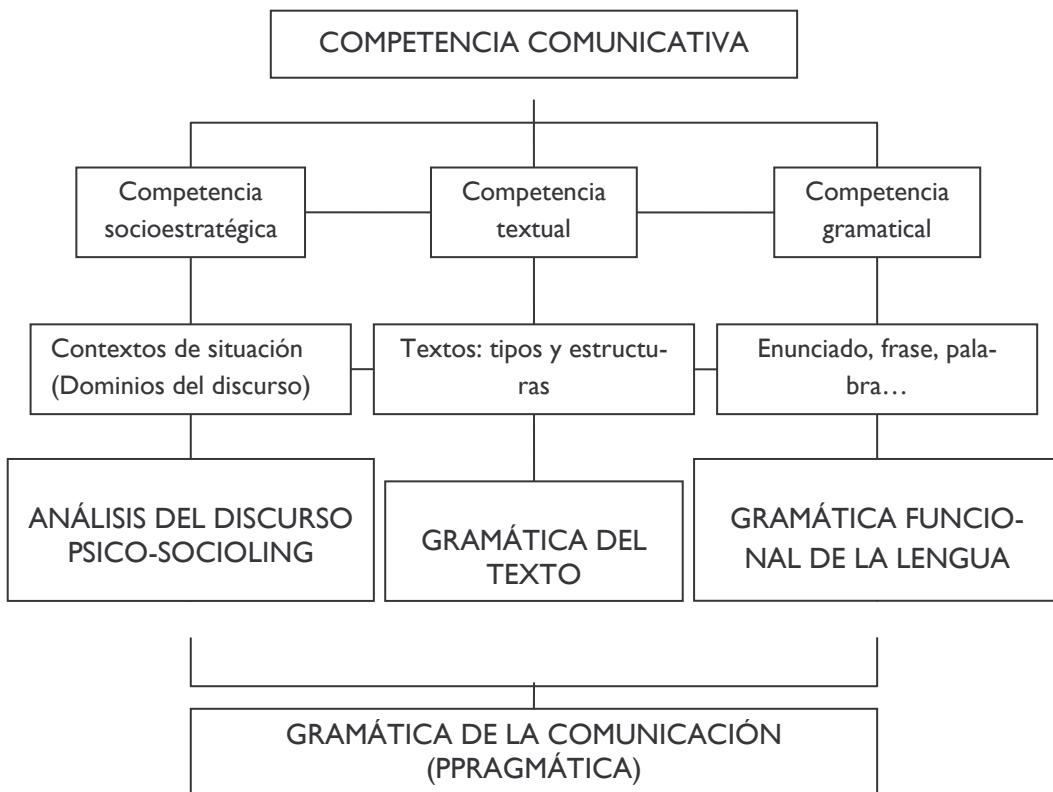 COMPETENCIA COMUNICATIVA
Competencia
socioestratégica
Competencia
textual
Competencia
gramatical
Contextos de situación
(Dominios del discurso)
Textos: tipos y estructu-
ras
Enunciado, frase, pala-
bra…
ANÁLISIS DEL DISCURSO
PSICO-SOCIOLING
GRAMÁTICA DEL
TEXTO
GRAMÁTICA FUNCIO-
NAL DE LA LENGUA
GRAMÁTICA DE LA COMUNICACIÓN
(PPRAGMÁTICA)